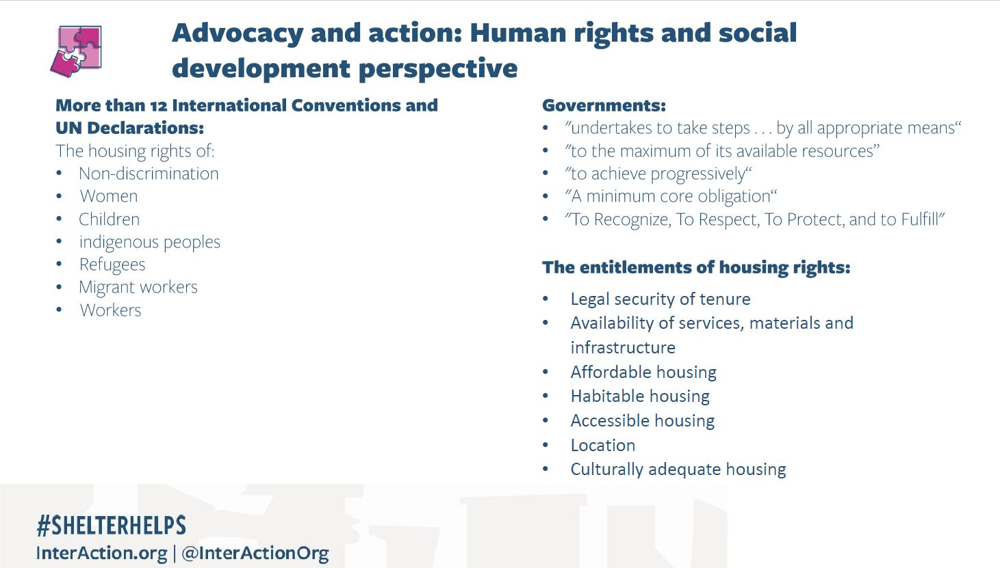 Advocacy and action: Human rights and social
development perspective
More than 12 International Conventions and
UN Declarations:
The housing rights of:
• Non-discrimination
• Women
• Children
• indigenous peoples
• Refugees
• Migrant workers
• Workers
Governments:
• "undertakes to take steps . . . by all appropriate means“
• "to the maximum of its available resources”
• "to achieve progressively“
• "A minimum core obligation“
• "To Recognize, To Respect, To Protect, and to Fulfill"
The entitlements of housing rights:
• Legal security of tenure
• Availability of services, materials and
infrastructure
• Affordable housing
• Habitable housing
• Accessible housing
• Location
• Culturally adequate housing
#SHELTERHELPS
InterAction.org | @InterActionOrg